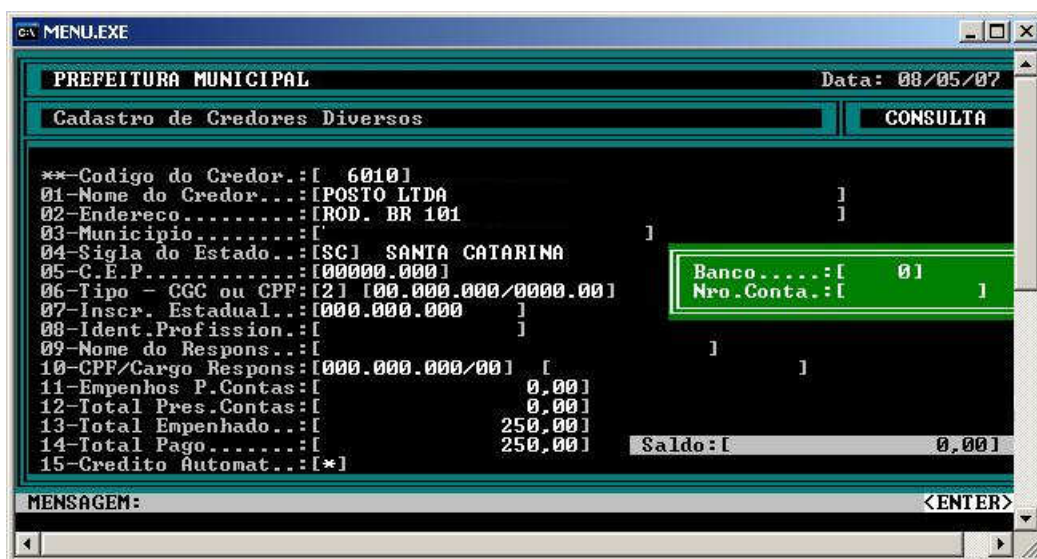 C:\ MENU.EXE
PREFEITURA MUNICIPAL Data: 08/05/07
Cadastro de Credores Diversos CONSULTA
**-Codigo do Credor.:[ 6010]
01-Nome do Credor...:[POSTO LTDA ]
02-Endereco.........:[ROD. BR 101 ]
03-Municipio........:[' ]
04-Sigla do Estado..:[SC] SANTA CATARINA
05-C.E.P............:[00000.000] Banco.....:[ 0]
06-Tipo - CGC ou CPF:[2] [00.000.000/0000.00] Nro.Conta.:[ ]
07-Inscr. Estadual..:[000.000.000 ]
08-Ident.Profission.:[ ]
09-Nome do Respons..:[ ]
10-CPF/Cargo Respons:[000.000.000/00] [ ]
11-Empenhos P.Contas:[ 0,00]
12-Total Pres.Contas:[ 0,00]
13-Total Empenhado..:[ 250,00]
14-Total Pago.......:[ 250,00] Saldo:[ 0,00]
15-Credito Automat..:[*]
MENSAGEM: <ENTER>